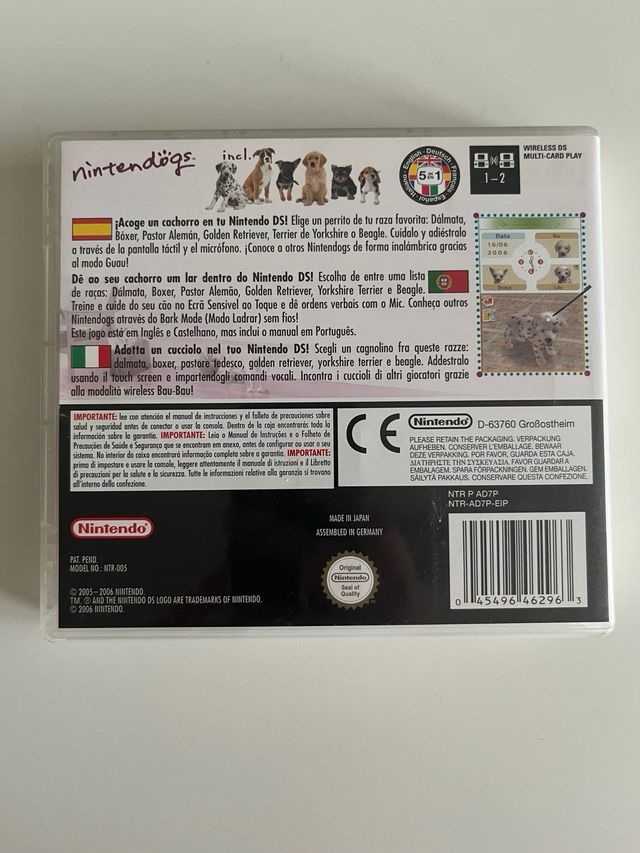 nintendogs™
incl.
English · Deutsch · Français · Español · Italiano
5 IN 1
WIRELESS DS
MULTI-CARD PLAY
1-2
¡Acoge un cachorro en tu Nintendo DS! Elige un perrito de tu raza favorita: Dálmata,
Bóxer, Pastor Alemán, Golden Retriever, Terrier de Yorkshire o Beagle. Cuídalo y adiéstralo
a través de la pantalla táctil y el micrófono. ¡Conoce a otros Nintendogs de forma inalámbrica gracias
al modo Guau!
Date
16/06
2006
Dê ao seu cachorro um lar dentro do Nintendo DS! Escolha de entre uma lista
de raças: Dálmata, Boxer, Pastor Alemão, Golden Retriever, Yorkshire Terrier e Beagle.
Treine e cuide do seu cão no Ecrã Sensível ao Toque e dê ordens verbais com o Mic. Conheça outros
Nintendogs através do Bark Mode (Modo Ladrar) sem fios!
Este jogo está em Inglês e Castelhano, mas inclui o manual em Português.
Adotta un cucciolo nel tuo Nintendo DS! Scegli un cagnolino fra queste razze:
dalmata, boxer, pastore tedesco, golden retriever, yorkshire terrier e beagle. Addestralo
usando il touch screen e impartendogli comandi vocali. Incontra i cuccioli di altri giocatori grazie
alla modalità wireless Bau-Bau!
IMPORTANTE: lee con atención el manual de instrucciones y el folleto de precauciones sobre
salud y seguridad antes de conectar o usar la consola. Dentro de la caja encontrarás toda la
información sobre la garantía. IMPORTANTE: Leia o Manual de Instruções e o Folheto de
Precauções de Saúde e Segurança que se encontram em anexo, antes de configurar ou usar o seu
sistema. No interior da caixa encontrará informação completa sobre a garantia. IMPORTANTE:
prima di impostare e usare la console, leggere attentamente il manuale di istruzioni e il Libretto
di precauzioni per la salute e la sicurezza. Tutte le informazioni relative alla garanzia si trovano
all'interno della confezione.
CE
Nintendo® D-63760 Großostheim
PLEASE RETAIN THE PACKAGING. VERPACKUNG
AUFHEBEN. CONSERVER L'EMBALLAGE. BEWAAR
DEZE VERPAKKING. POR FAVOR, GUARDA ESTA CAJA.
ΔΙΑΤΗΡΗΣΤΕ ΤΗΝ ΣΥΣΚΕΥΑΣΙΑ. FAVOR GUARDAR A
EMBALAGEM. SPARA FÖRPACKNINGEN. GEM EMBALLAGEN.
SÄILYTÄ PAKKAUS. CONSERVARE QUESTA CONFEZIONE.
NTR P AD7P
NTR-AD7P-EIP
Nintendo®
MADE IN JAPAN
ASSEMBLED IN GERMANY
PAT. PEND.
MODEL NO.: NTR-005
Original
Nintendo
Seal of
Quality
© 2005-2006 NINTENDO.
TM, ® AND THE NINTENDO DS LOGO ARE TRADEMARKS OF NINTENDO.
© 2006 NINTENDO.
0 45496 46296 3